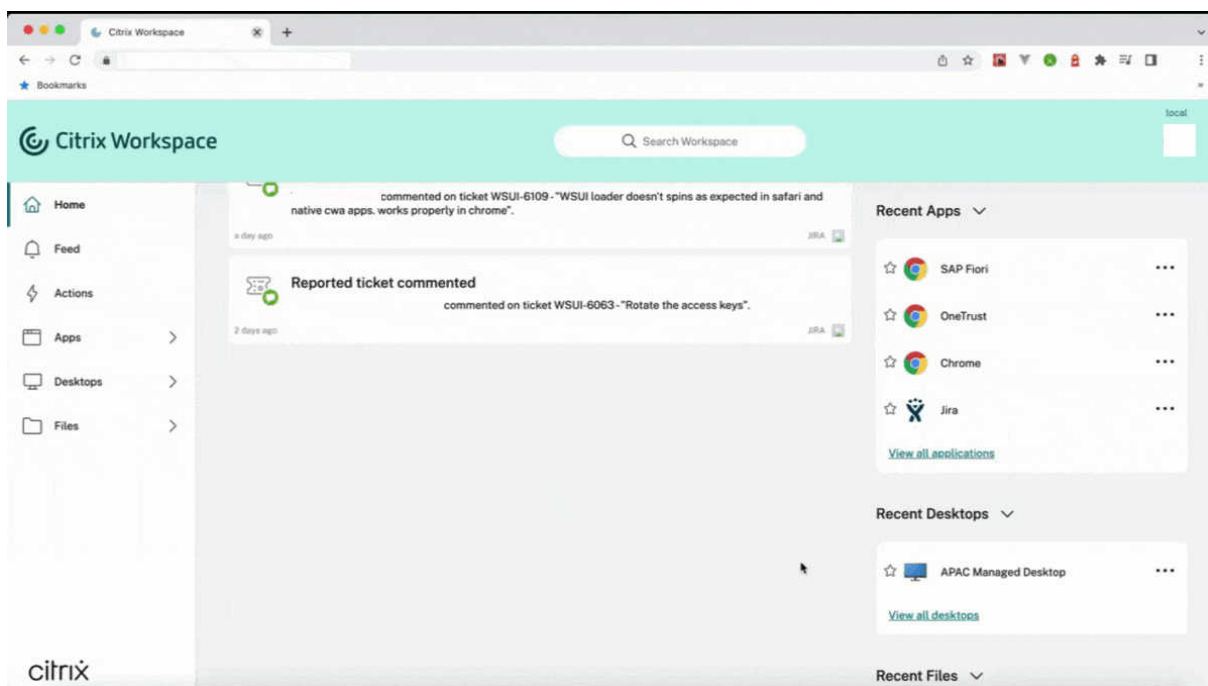 Citrix Workspace
Bookmarks
local
Citrix Workspace
Search Workspace
Home
Feed
Actions
Apps
Desktops
Files
commented on ticket WSUI-6109-"WSUI loader doesn't spins as expected in safari and
native cwa apps. works properly in chrome".
a day ago
JIRA
Reported ticket commented
commented on ticket WSUI-6063-"Rotate the access keys".
2 days ago
JIRA
Recent Apps
SAP Fiori
OneTrust
Chrome
Jira
View all applications
Recent Desktops
APAC Managed Desktop
View all desktops
Recent Files
citrix